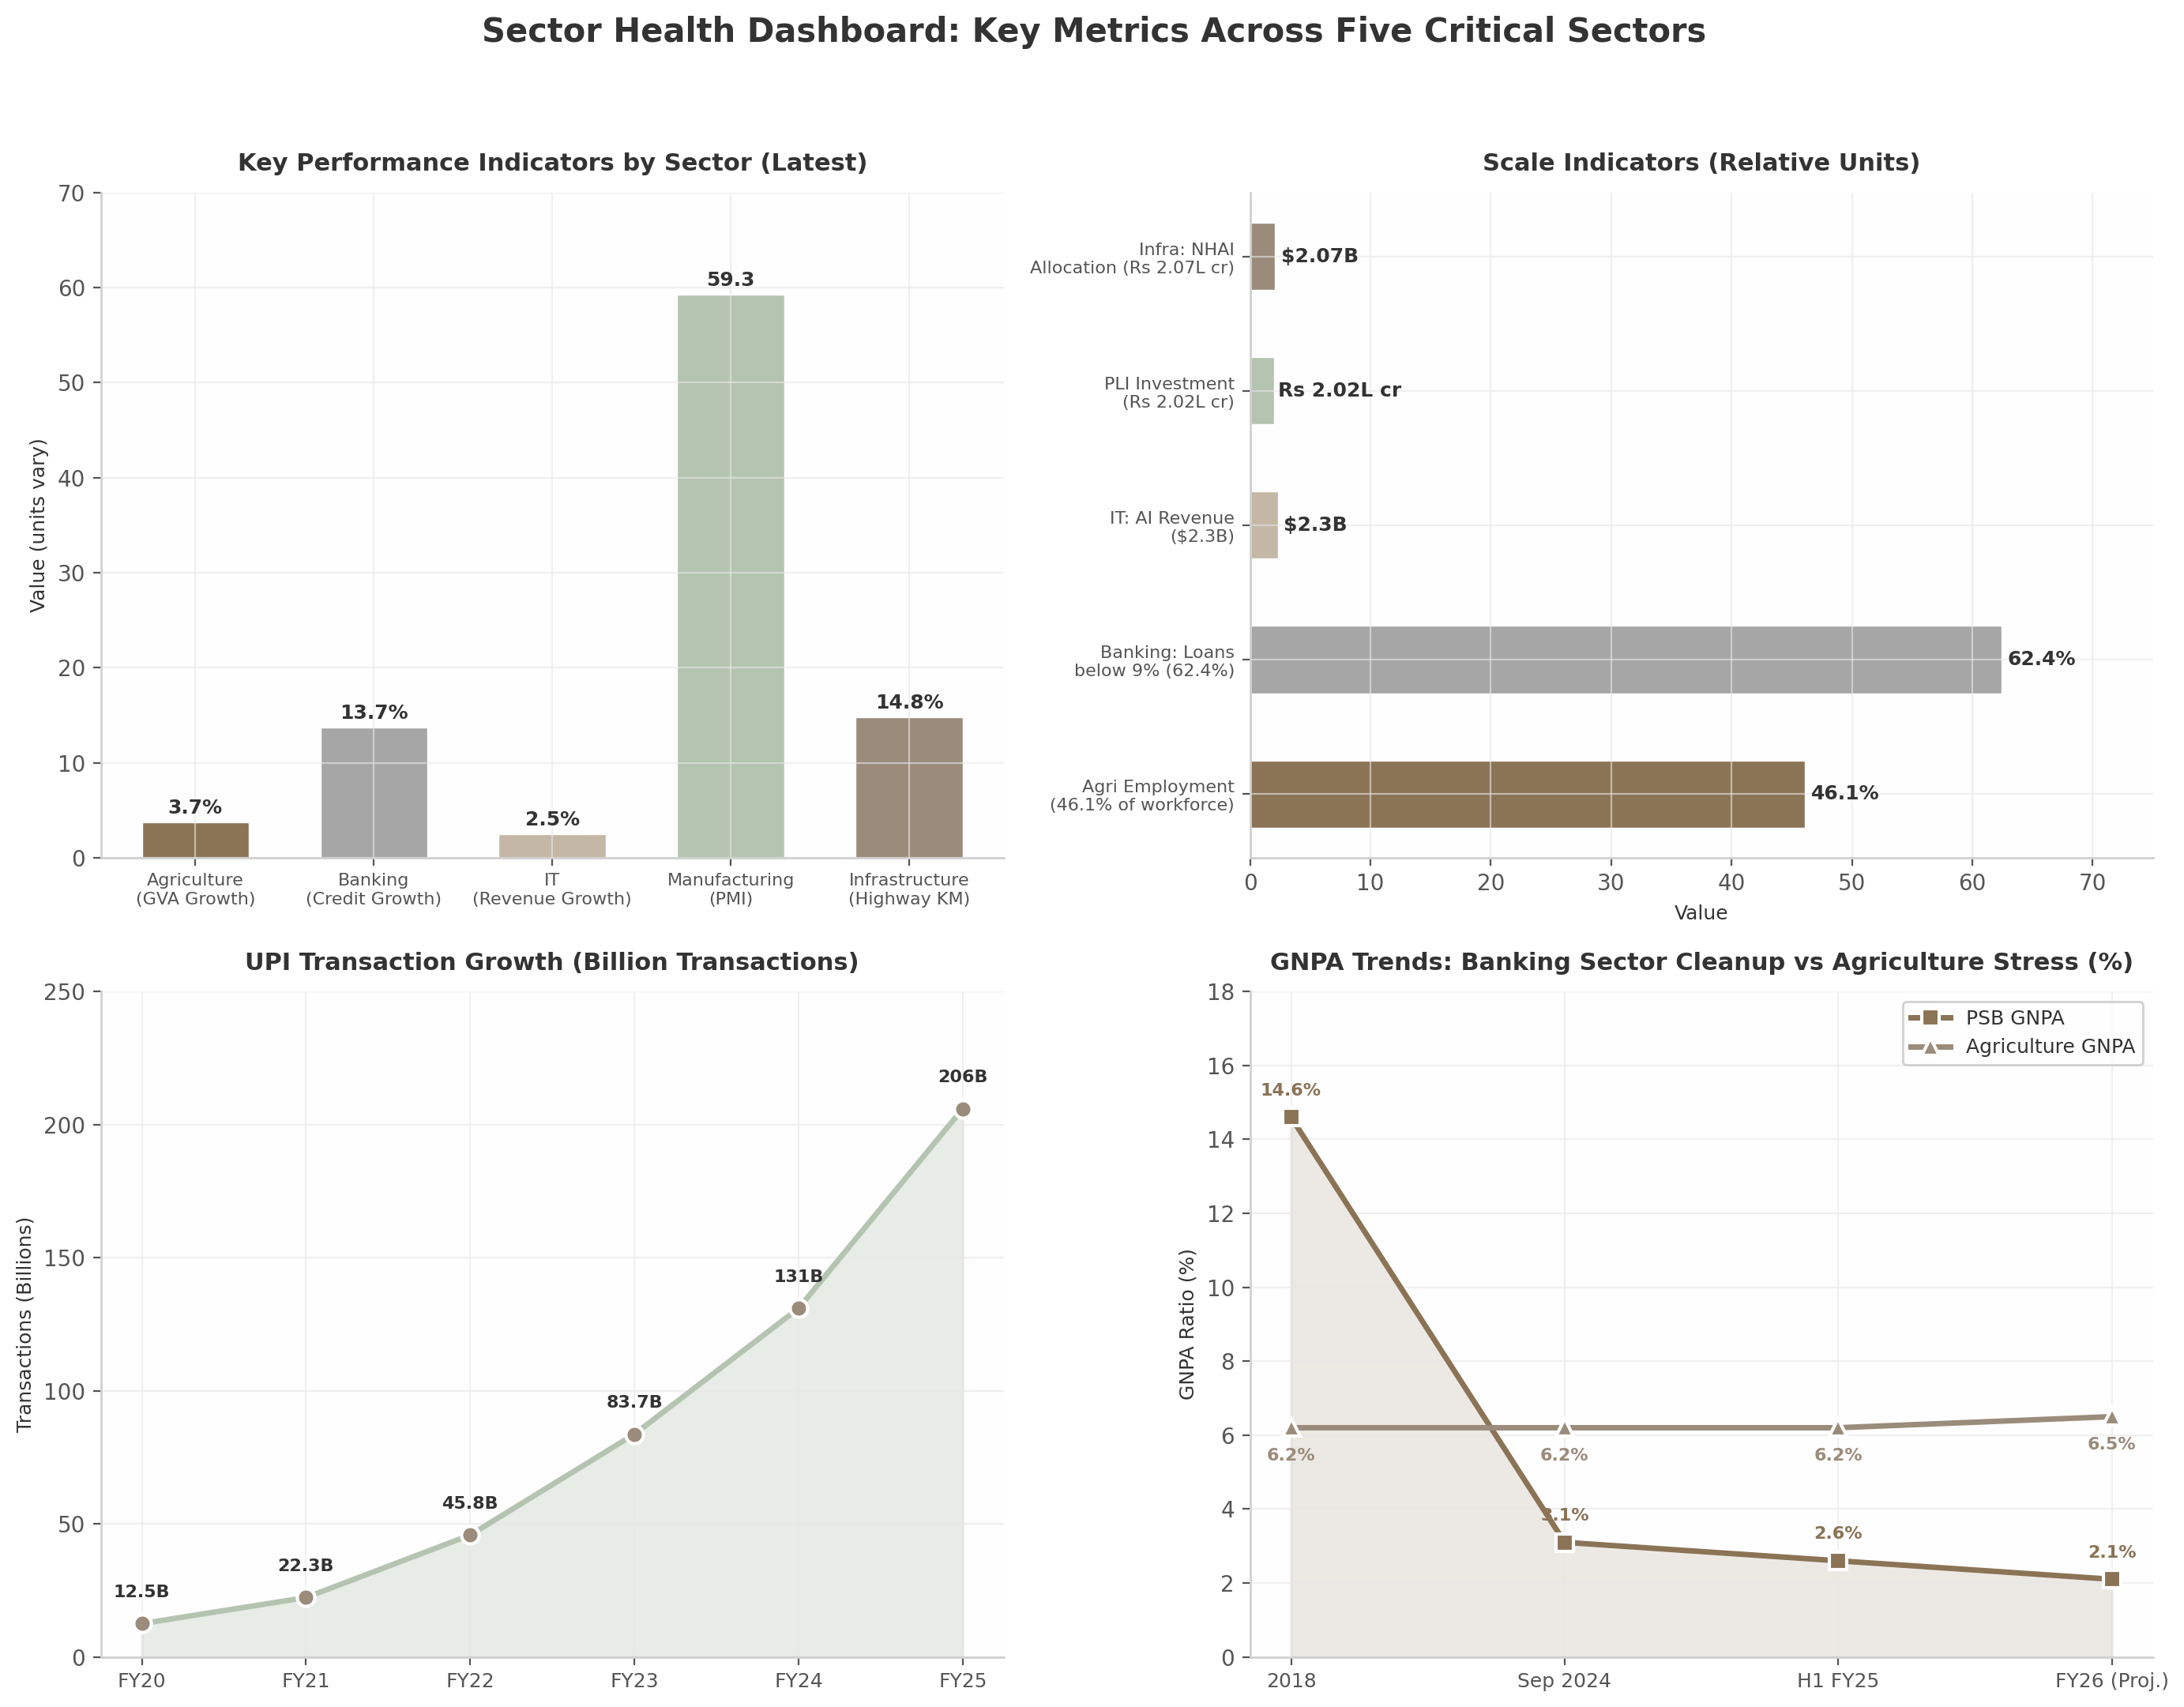 Sector Health Dashboard: Key Metrics Across Five Critical Sectors
Key Performance Indicators by Sector (Latest)
Value (units vary)
70
60
50
40
30
20
10
0
3.7%
13.7%
2.5%
59.3
14.8%
Agriculture
(GVA Growth)
Banking
(Credit Growth)
IT
(Revenue Growth)
Manufacturing
(PMI)
Infrastructure
(Highway KM)
Scale Indicators (Relative Units)
Infra: NHAI
Allocation (Rs 2.07L cr)
$2.07B
PLI Investment
(Rs 2.02L cr)
Rs 2.02L cr
IT: AI Revenue
($2.3B)
$2.3B
Banking: Loans
below 9% (62.4%)
62.4%
Agri Employment
(46.1% of workforce)
46.1%
0 10 20 30 40 50 60 70
Value
UPI Transaction Growth (Billion Transactions)
Transactions (Billions)
250
200
150
100
50
0
12.5B
22.3B
45.8B
83.7B
131B
206B
FY20 FY21 FY22 FY23 FY24 FY25
GNPA Trends: Banking Sector Cleanup vs Agriculture Stress (%)
GNPA Ratio (%)
18
16
14
12
10
8
6
4
2
0
PSB GNPA
Agriculture GNPA
14.6%
3.1%
2.6%
2.1%
6.2%
6.2%
6.2%
6.5%
2018 Sep 2024 H1 FY25 FY26 (Proj.)